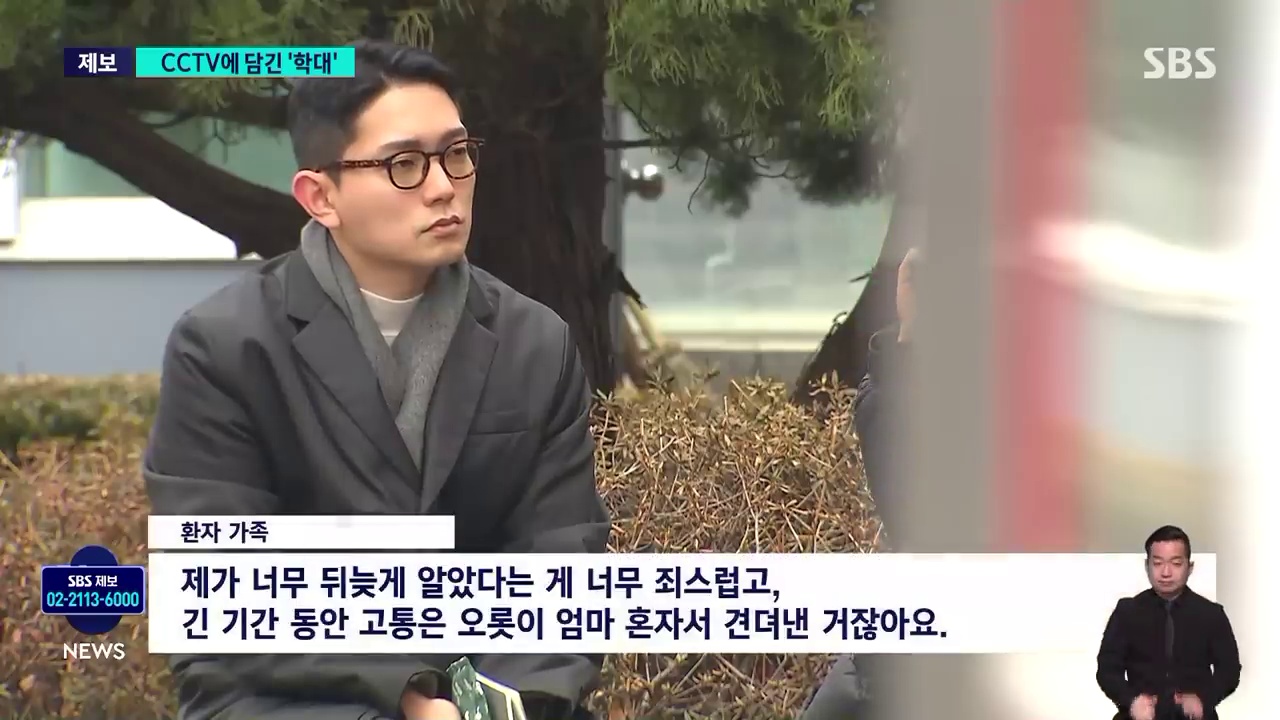 제보 CCTV에 담긴 '학대'
SBS
환자 가족
제가 너무 뒤늦게 알았다는 게 너무 죄스럽고,
긴 기간 동안 고통은 오롯이 엄마 혼자서 견뎌낸 거잖아요.
SBS 제보
02-2113-6000
NEWS